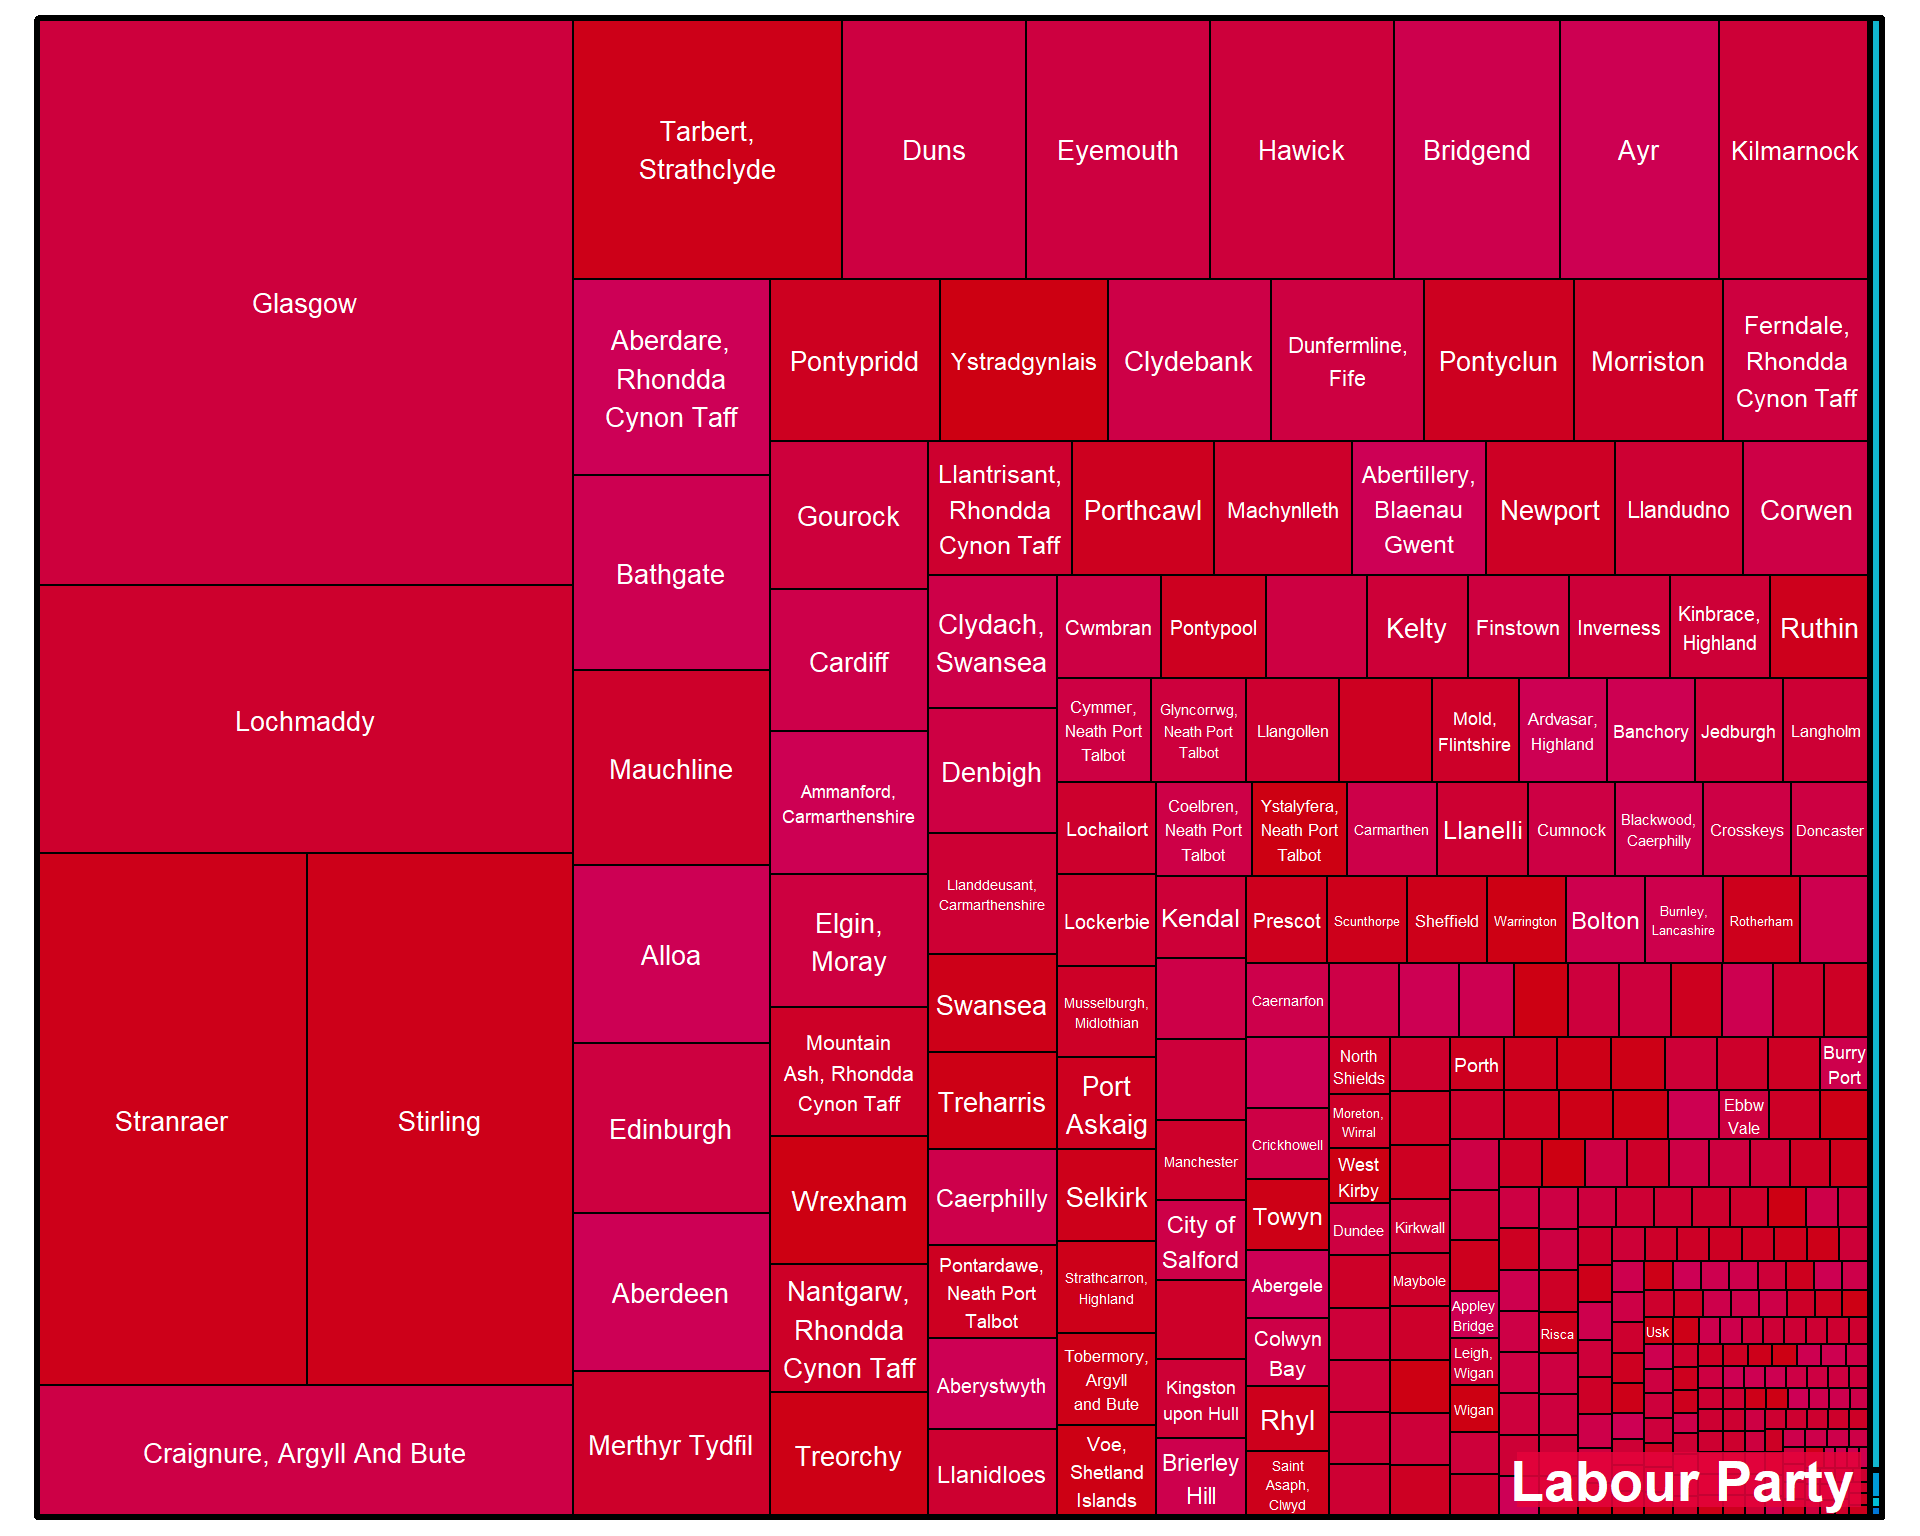 Glasgow
Lochmaddy
Stranraer
Stirling
Craignure, Argyll And Bute
Tarbert,
Strathclyde
Duns
Eyemouth
Hawick
Bridgend
Ayr
Kilmarnock
Aberdare,
Rhondda
Cynon Taff
Bathgate
Mauchline
Alloa
Edinburgh
Aberdeen
Merthyr Tydfil
Pontypridd
Ystradgynlais
Clydebank
Dunfermline,
Fife
Pontyclun
Morriston
Ferndale,
Rhondda
Cynon Taff
Gourock
Cardiff
Ammanford,
Carmarthenshire
Elgin,
Moray
Mountain
Ash, Rhondda
Cynon Taff
Wrexham
Nantgarw,
Rhondda
Cynon Taff
Treorchy
Llantrisant,
Rhondda
Cynon Taff
Porthcawl
Machynlleth
Abertillery,
Blaenau
Gwent
Newport
Llandudno
Corwen
Clydach,
Swansea
Denbigh
Llanddeusant,
Carmarthenshire
Swansea
Treharris
Caerphilly
Pontardawe,
Neath Port
Talbot
Aberystwyth
Llanidloes
Cwmbran
Pontypool
Kelty
Finstown
Inverness
Kinbrace,
Highland
Ruthin
Cymmer,
Neath Port
Talbot
Glyncorrwg,
Neath Port
Talbot
Llangollen
Mold,
Flintshire
Ardvasar,
Highland
Banchory
Jedburgh
Langholm
Lochailort
Lockerbie
Musselburgh,
Midlothian
Port
Askaig
Selkirk
Strathcarron,
Highland
Tobermory,
Argyll
and Bute
Voe,
Shetland
Islands
Coelbren,
Neath Port
Talbot
Ystalyfera,
Neath Port
Talbot
Carmarthen
Llanelli
Cumnock
Blackwood,
Caerphilly
Crosskeys
Doncaster
Kendal
Manchester
City of
Salford
Kingston
upon Hull
Brierley
Hill
Prescot
Scunthorpe
Sheffield
Warrington
Bolton
Burnley,
Lancashire
Rotherham
Caernarfon
Crickhowell
Towyn
Abergele
Colwyn
Bay
Rhyl
Saint
Asaph,
Clwyd
North
Shields
Moreton,
Wirral
West
Kirby
Dundee
Kirkwall
Maybole
Porth
Burry
Port
Ebbw
Vale
Appley
Bridge
Leigh,
Wigan
Wigan
Risca
Usk
Labour Party